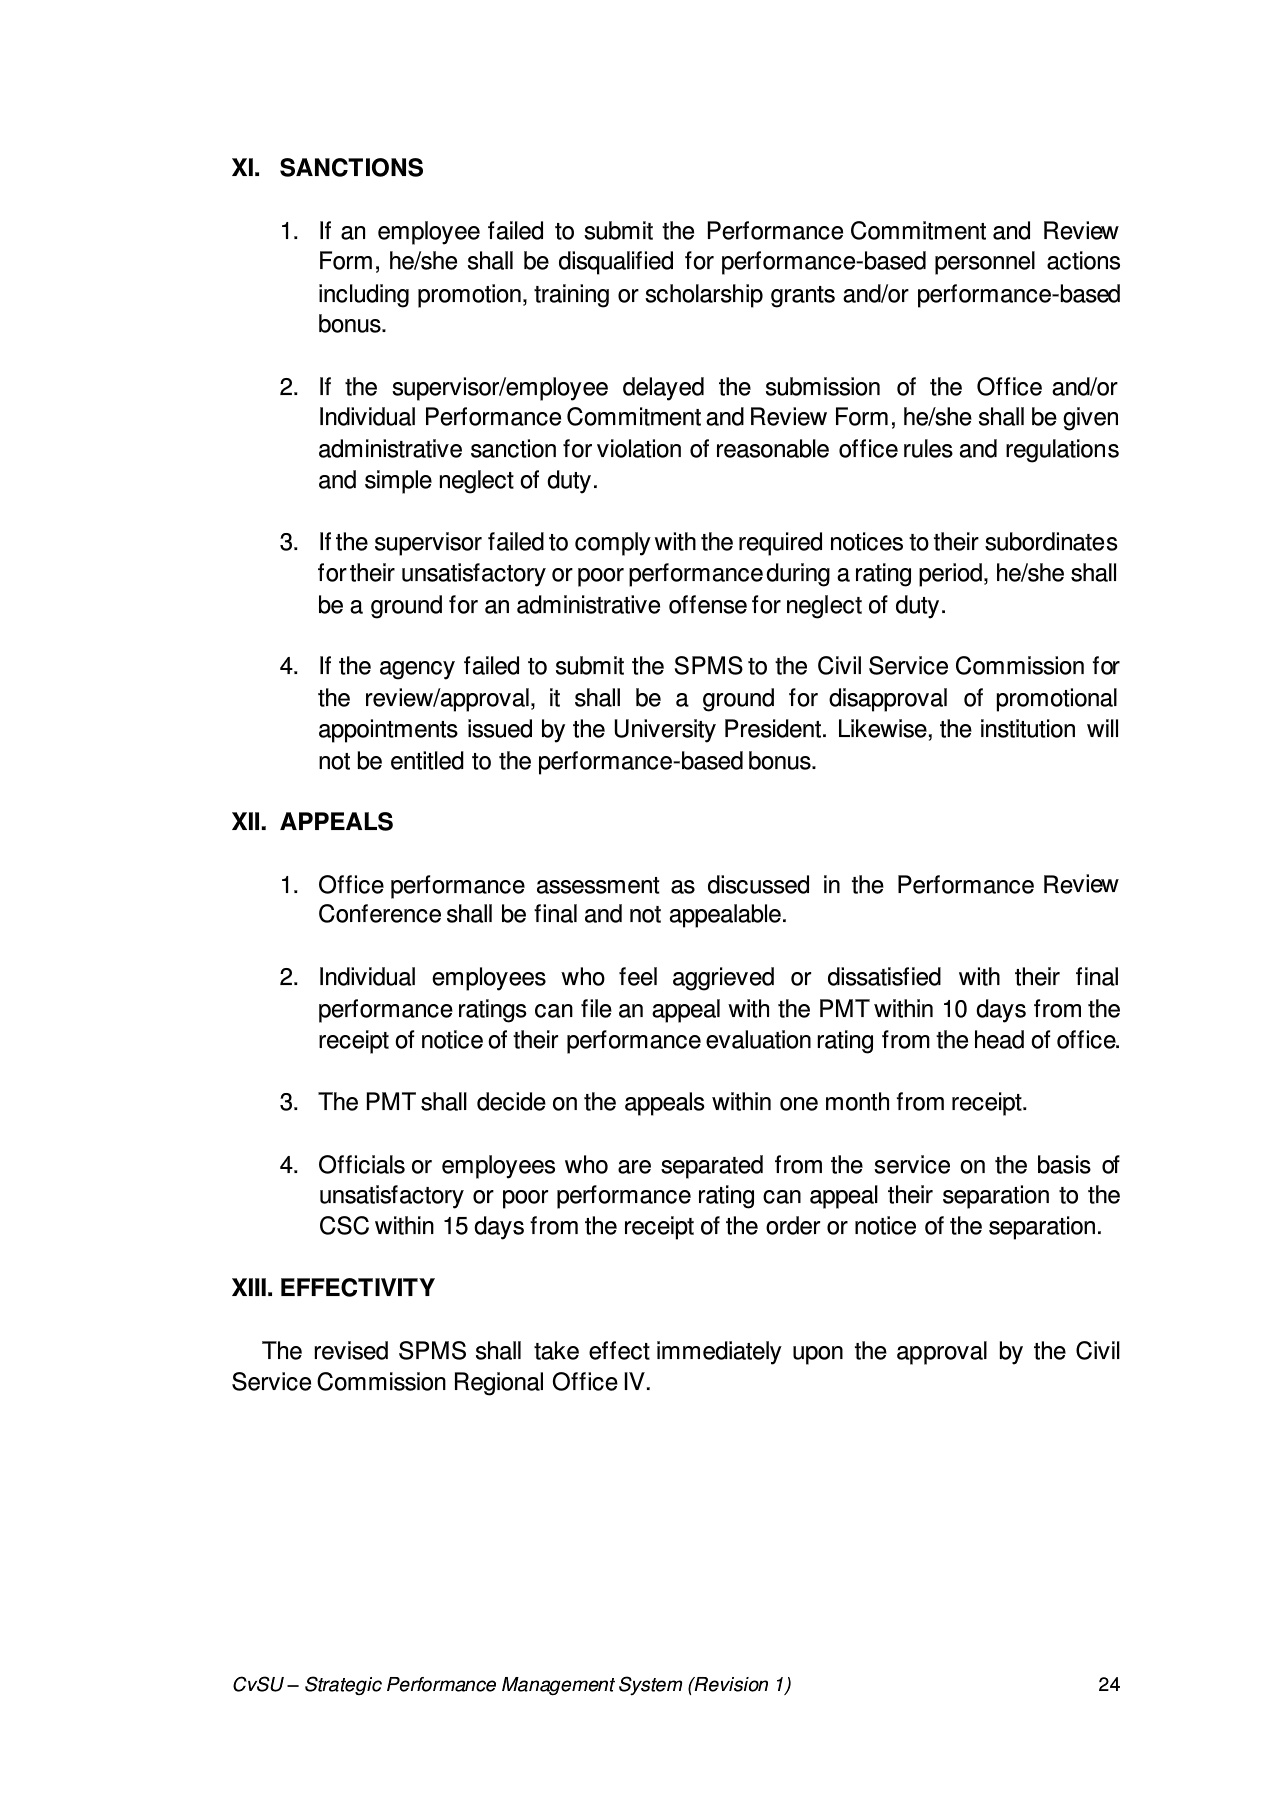 XI. SANCTIONS
1. If an employee failed to submit the Performance Commitment and Review
Form, he/she shall be disqualified for performance-based personnel actions
including promotion, training or scholarship grants and/or performance-based
bonus.
2. If the supervisor/employee delayed the submission of the Office and/or
Individual Performance Commitment and Review Form, he/she shall be given
administrative sanction for violation of reasonable office rules and regulations
and simple neglect of duty.
3. If the supervisor failed to comply with the required notices to their subordinates
for their unsatisfactory or poor performance during a rating period, he/she shall
be a ground for an administrative offense for neglect of duty.
4. If the agency failed to submit the SPMS to the Civil Service Commission for
the review/approval, it shall be a ground for disapproval of promotional
appointments issued by the University President. Likewise, the institution will
not be entitled to the performance-based bonus.
XII. APPEALS
1. Office performance assessment as discussed in the Performance Review
Conference shall be final and not appealable.
2. Individual employees who feel aggrieved or dissatisfied with their final
performance ratings can file an appeal with the PMT within 10 days from the
receipt of notice of their performance evaluation rating from the head of office.
3. The PMT shall decide on the appeals within one month from receipt.
4. Officials or employees who are separated from the service on the basis of
unsatisfactory or poor performance rating can appeal their separation to the
CSC within 15 days from the receipt of the order or notice of the separation.
XIII. EFFECTIVITY
The revised SPMS shall take effect immediately upon the approval by the Civil
Service Commission Regional Office IV.
CvSU – Strategic Performance Management System (Revision 1) 24